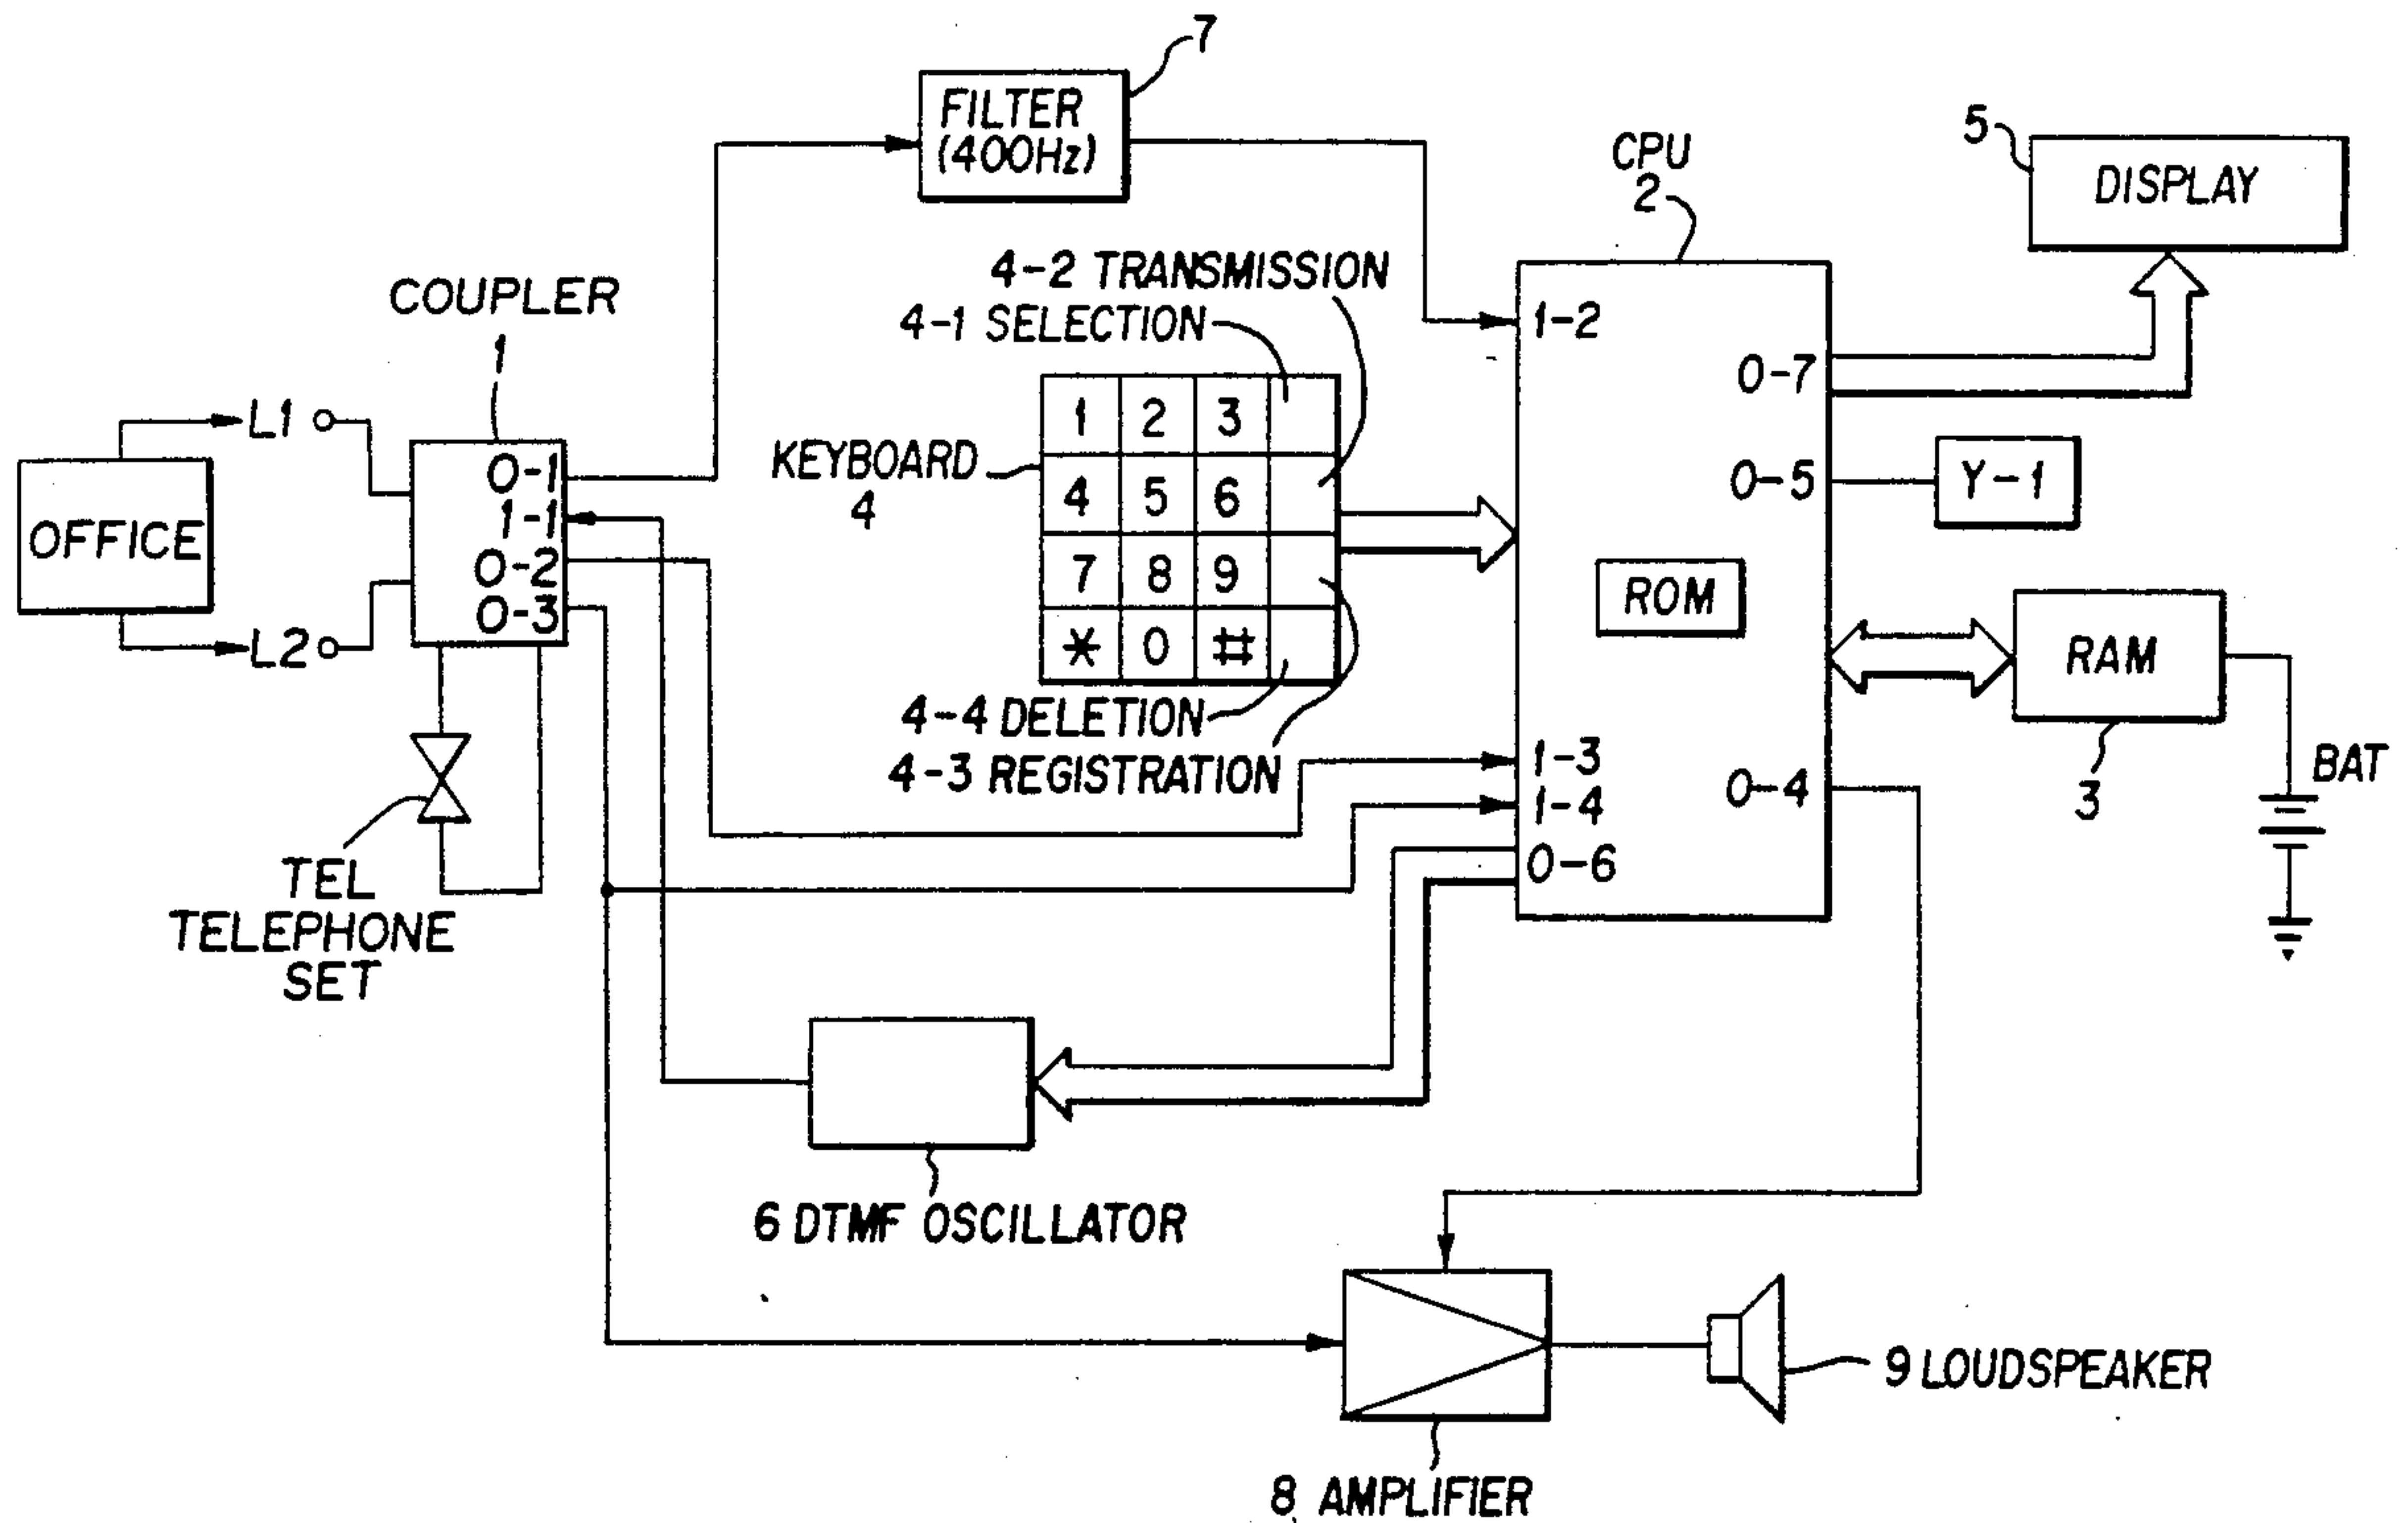 7
FILTER
(400Hz)
CPU
2
5
DISPLAY
4-2 TRANSMISSION
4-1 SELECTION
COUPLER
1
1-2
0-7
L1
1 2 3
KEYBOARD
4
4 5 6
0-1
1-1
0-2
0-3
OFFICE
0-5
Y-1
7 8 9
ROM
* 0 #
L2
RAM
3
BAT
4-4 DELETION
4-3 REGISTRATION
1-3
1-4
0-6
0-4
TEL
TELEPHONE
SET
6 DTMF OSCILLATOR
9 LOUDSPEAKER
8 AMPLIFIER